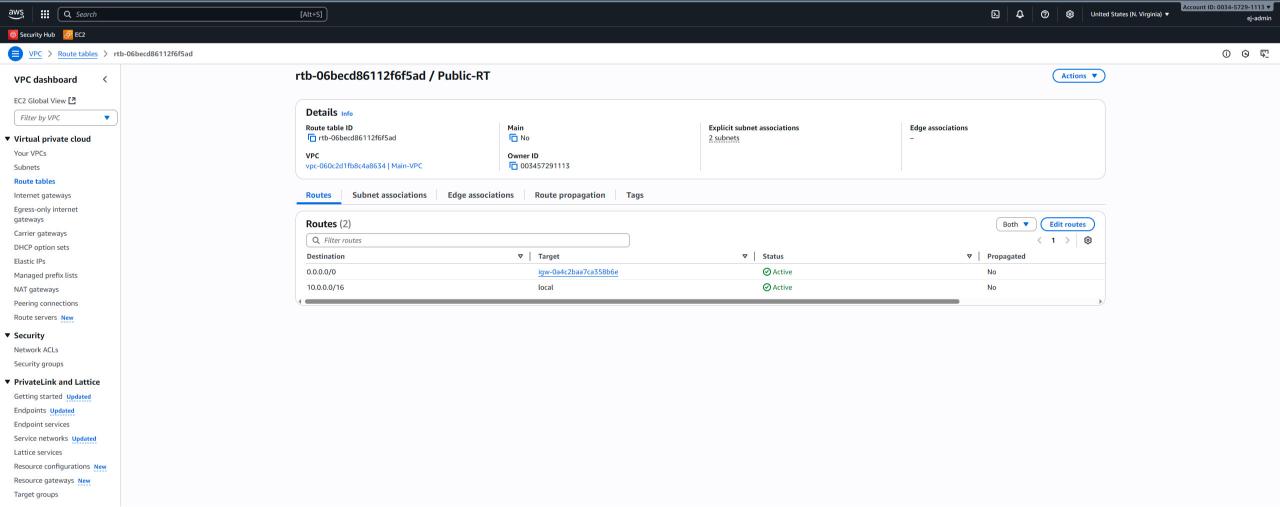 aws
Search
[Alt+S]
United States (N. Virginia)
Account ID: 0034-5729-1113
ej-admin
Security Hub
EC2
VPC > Route tables > rtb-06becd86112f6f5ad
VPC dashboard
EC2 Global View
Filter by VPC
Virtual private cloud
Your VPCs
Subnets
Route tables
Internet gateways
Egress-only internet
gateways
Carrier gateways
DHCP option sets
Elastic IPs
Managed prefix lists
NAT gateways
Peering connections
Route servers New
Security
Network ACLs
Security groups
PrivateLink and Lattice
Getting started Updated
Endpoints Updated
Endpoint services
Service networks Updated
Lattice services
Resource configurations New
Resource gateways New
Target groups
rtb-06becd86112f6f5ad / Public-RT
Actions
Details Info
Route table ID
rtb-06becd86112f6f5ad
Main
No
Explicit subnet associations
2 subnets
Edge associations
–
VPC
vpc-060c2d1fb8c4a8634 | Main-VPC
Owner ID
003457291113
Routes Subnet associations Edge associations Route propagation Tags
Routes (2)
Both
Edit routes
Filter routes
1
Destination Target Status Propagated
0.0.0.0/0 igw-0a4c2baa7ca358b6e Active No
10.0.0.0/16 local Active No